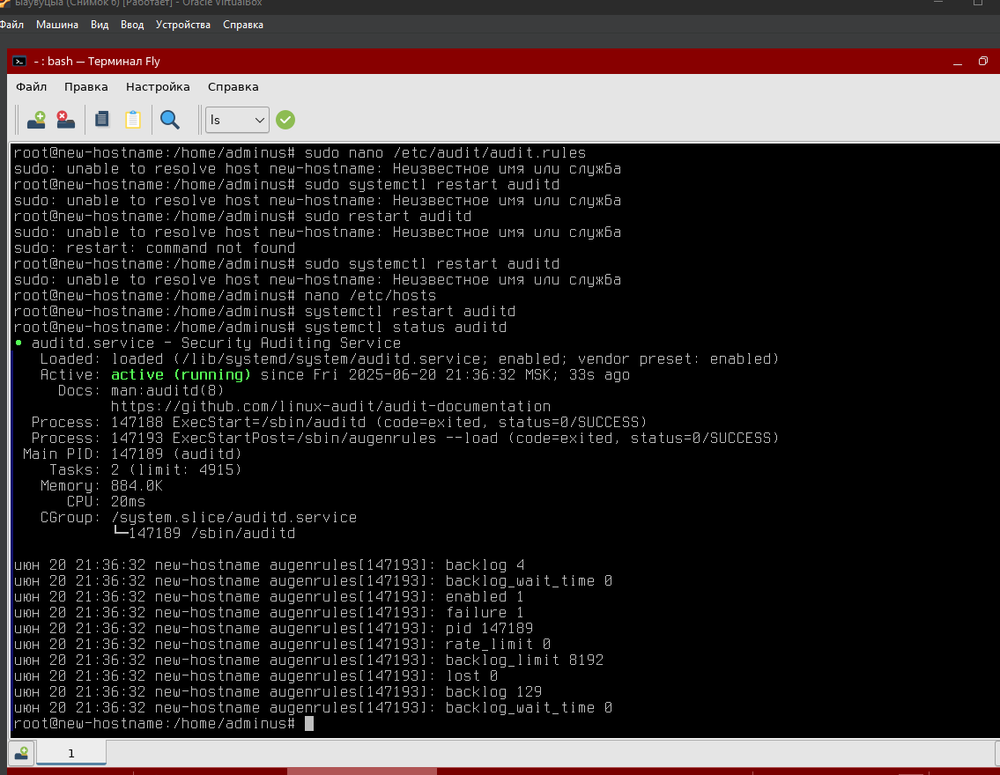 ыаувуцыа (Снимок 6) [Работает] - Oracle VirtualBox
Файл Машина Вид Ввод Устройства Справка
- : bash — Терминал Fly
Файл Правка Настройка Справка
ls
root@new-hostname:/home/adminus# sudo nano /etc/audit/audit.rules
sudo: unable to resolve host new-hostname: Неизвестное имя или служба
root@new-hostname:/home/adminus# sudo systemctl restart auditd
sudo: unable to resolve host new-hostname: Неизвестное имя или служба
root@new-hostname:/home/adminus# sudo restart auditd
sudo: unable to resolve host new-hostname: Неизвестное имя или служба
sudo: restart: command not found
root@new-hostname:/home/adminus# sudo systemctl restart auditd
sudo: unable to resolve host new-hostname: Неизвестное имя или служба
root@new-hostname:/home/adminus# nano /etc/hosts
root@new-hostname:/home/adminus# systemctl restart auditd
root@new-hostname:/home/adminus# systemctl status auditd
● auditd.service - Security Auditing Service
Loaded: loaded (/lib/systemd/system/auditd.service; enabled; vendor preset: enabled)
Active: active (running) since Fri 2025-06-20 21:36:32 MSK; 33s ago
Docs: man:auditd(8)
https://github.com/linux-audit/audit-documentation
Process: 147188 ExecStart=/sbin/auditd (code=exited, status=0/SUCCESS)
Process: 147193 ExecStartPost=/sbin/augenrules --load (code=exited, status=0/SUCCESS)
Main PID: 147189 (auditd)
Tasks: 2 (limit: 4915)
Memory: 884.0K
CPU: 20ms
CGroup: /system.slice/auditd.service
└─147189 /sbin/auditd
июн 20 21:36:32 new-hostname augenrules[147193]: backlog 4
июн 20 21:36:32 new-hostname augenrules[147193]: backlog_wait_time 0
июн 20 21:36:32 new-hostname augenrules[147193]: enabled 1
июн 20 21:36:32 new-hostname augenrules[147193]: failure 1
июн 20 21:36:32 new-hostname augenrules[147193]: pid 147189
июн 20 21:36:32 new-hostname augenrules[147193]: rate_limit 0
июн 20 21:36:32 new-hostname augenrules[147193]: backlog_limit 8192
июн 20 21:36:32 new-hostname augenrules[147193]: lost 0
июн 20 21:36:32 new-hostname augenrules[147193]: backlog 129
июн 20 21:36:32 new-hostname augenrules[147193]: backlog_wait_time 0
root@new-hostname:/home/adminus#
1